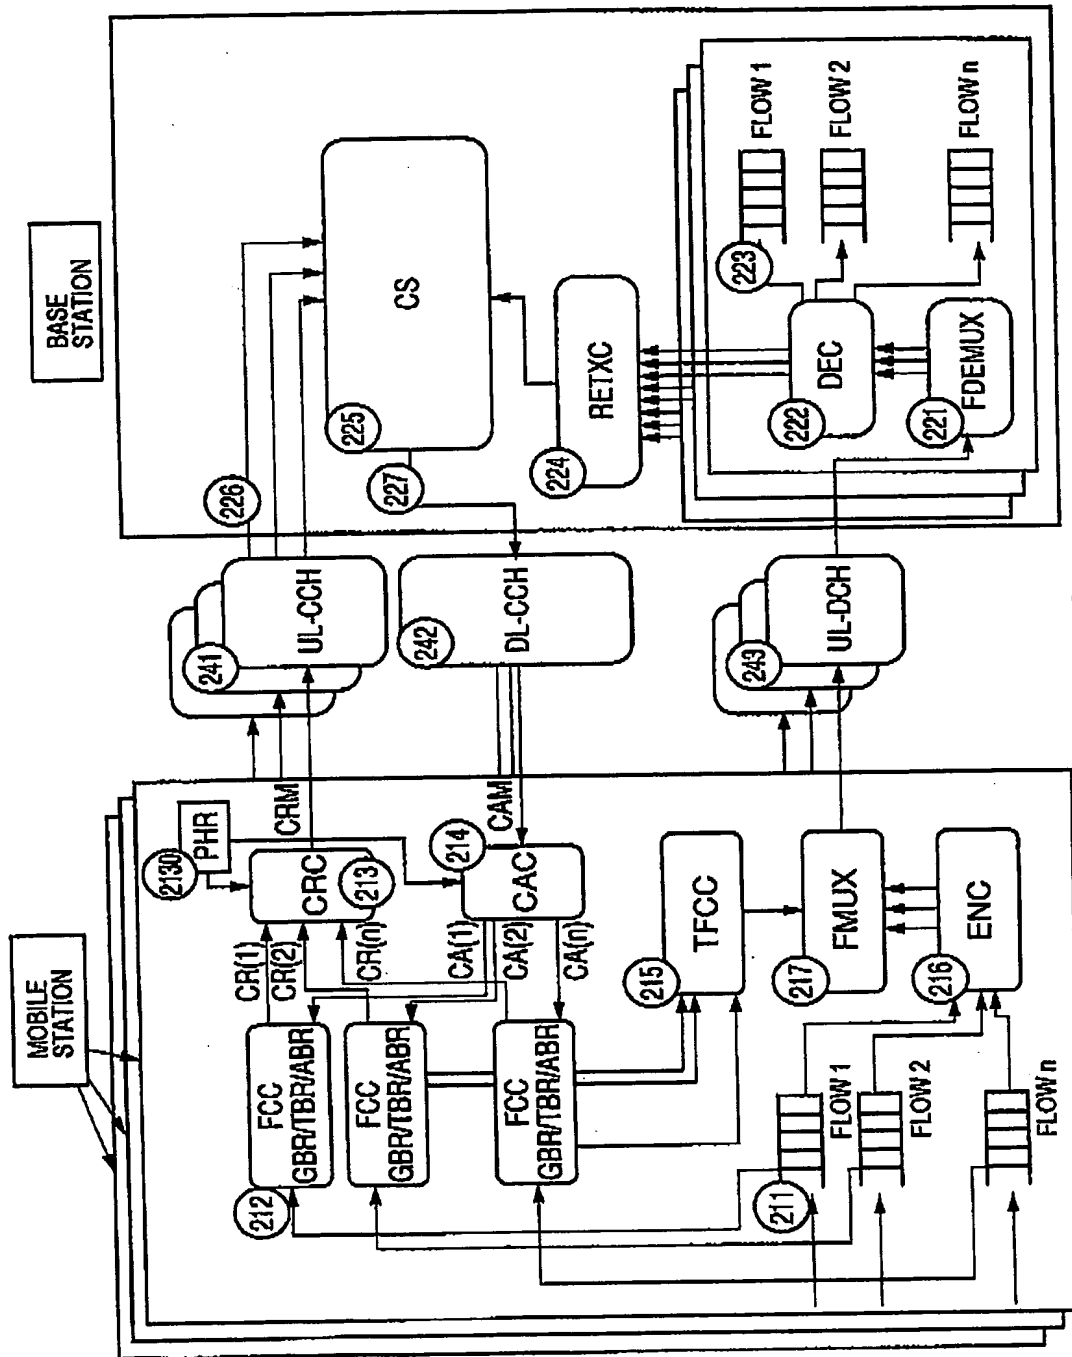 MOBILE
STATION
BASE
STATION
2130
PHR
CRM
CRC
213
CR(1)
CR(2)
CR(n)
214
CAC
CAM
CA(1)
CA(2)
CA(n)
FCC
GBR/TBR/ABR
212
FCC
GBR/TBR/ABR
FCC
GBR/TBR/ABR
215
TFCC
217
FMUX
216
ENC
211
FLOW 1
FLOW 2
FLOW n
241
UL-CCH
242
DL-CCH
243
UL-DCH
226
225
CS
227
224
RETXC
223
FLOW 1
FLOW 2
FLOW n
222
DEC
221
FDEMUX